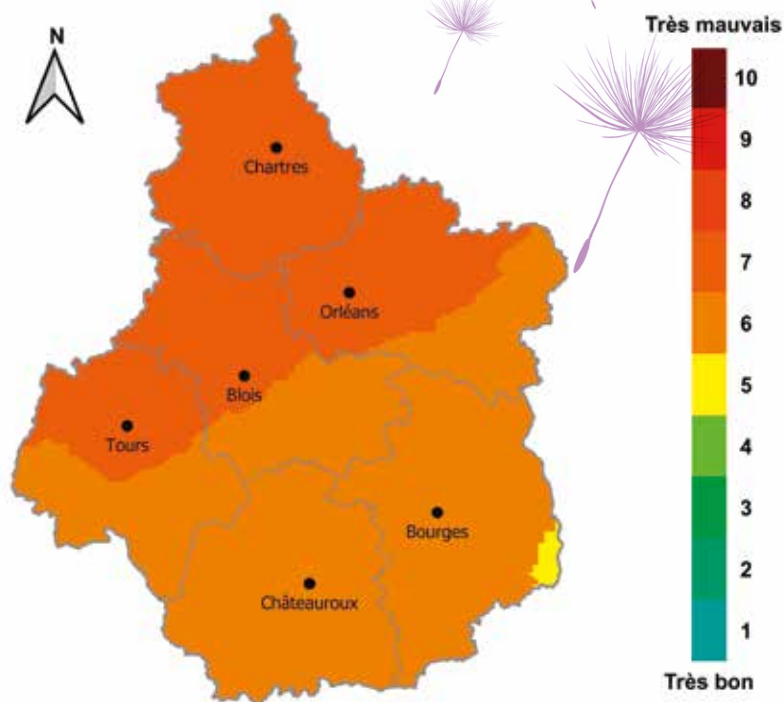 N
Très mauvais
10
9
8
7
6
5
4
3
2
1
Très bon
Chartres
Orléans
Blois
Tours
Bourges
Châteauroux